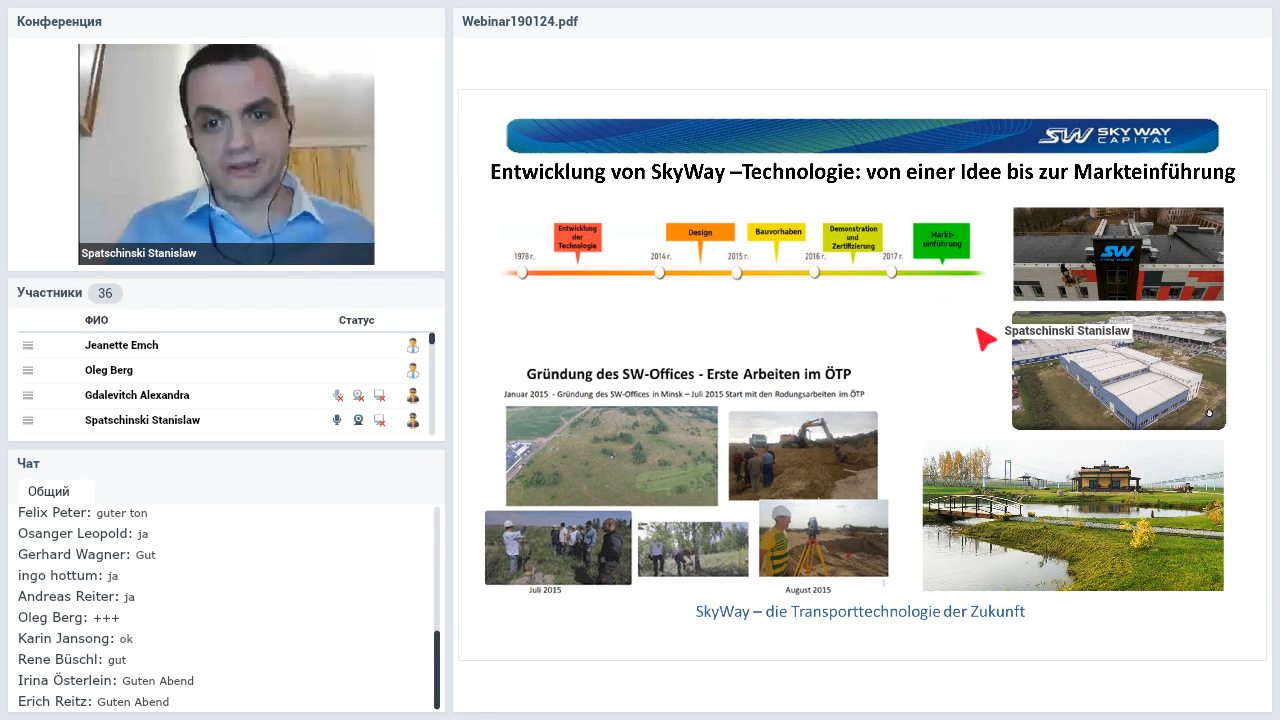 Конференция
Spatschinski Stanislaw
Участники 36
ФИО Статус
Jeanette Emch
Oleg Berg
Gdalevitch Alexandra
Spatschinski Stanislaw
Чат
Общий
Felix Peter: guter ton
Osanger Leopold: ja
Gerhard Wagner: Gut
ingo hottum: ja
Andreas Reiter: ja
Oleg Berg: +++
Karin Jansong: ok
Rene Büschl: gut
Irina Österlein: Guten Abend
Erich Reitz: Guten Abend
Webinar190124.pdf
SW SKY WAY
CAPITAL
Entwicklung von SkyWay –Technologie: von einer Idee bis zur Markteinführung
Entwicklung
der
Technologie
Design
Bauvorhaben
Demonstration
und
Zertifizierung
Markt-
einführung
1978 г. 2014 г. 2015 г. 2016 г. 2017 г.
SW
Spatschinski Stanislaw
Gründung des SW-Offices - Erste Arbeiten im ÖTP
Januar 2015 - Gründung des SW-Offices in Minsk – Juli 2015 Start mit den Rodungsarbeiten im ÖTP
Juli 2015 August 2015
SkyWay – die Transporttechnologie der Zukunft